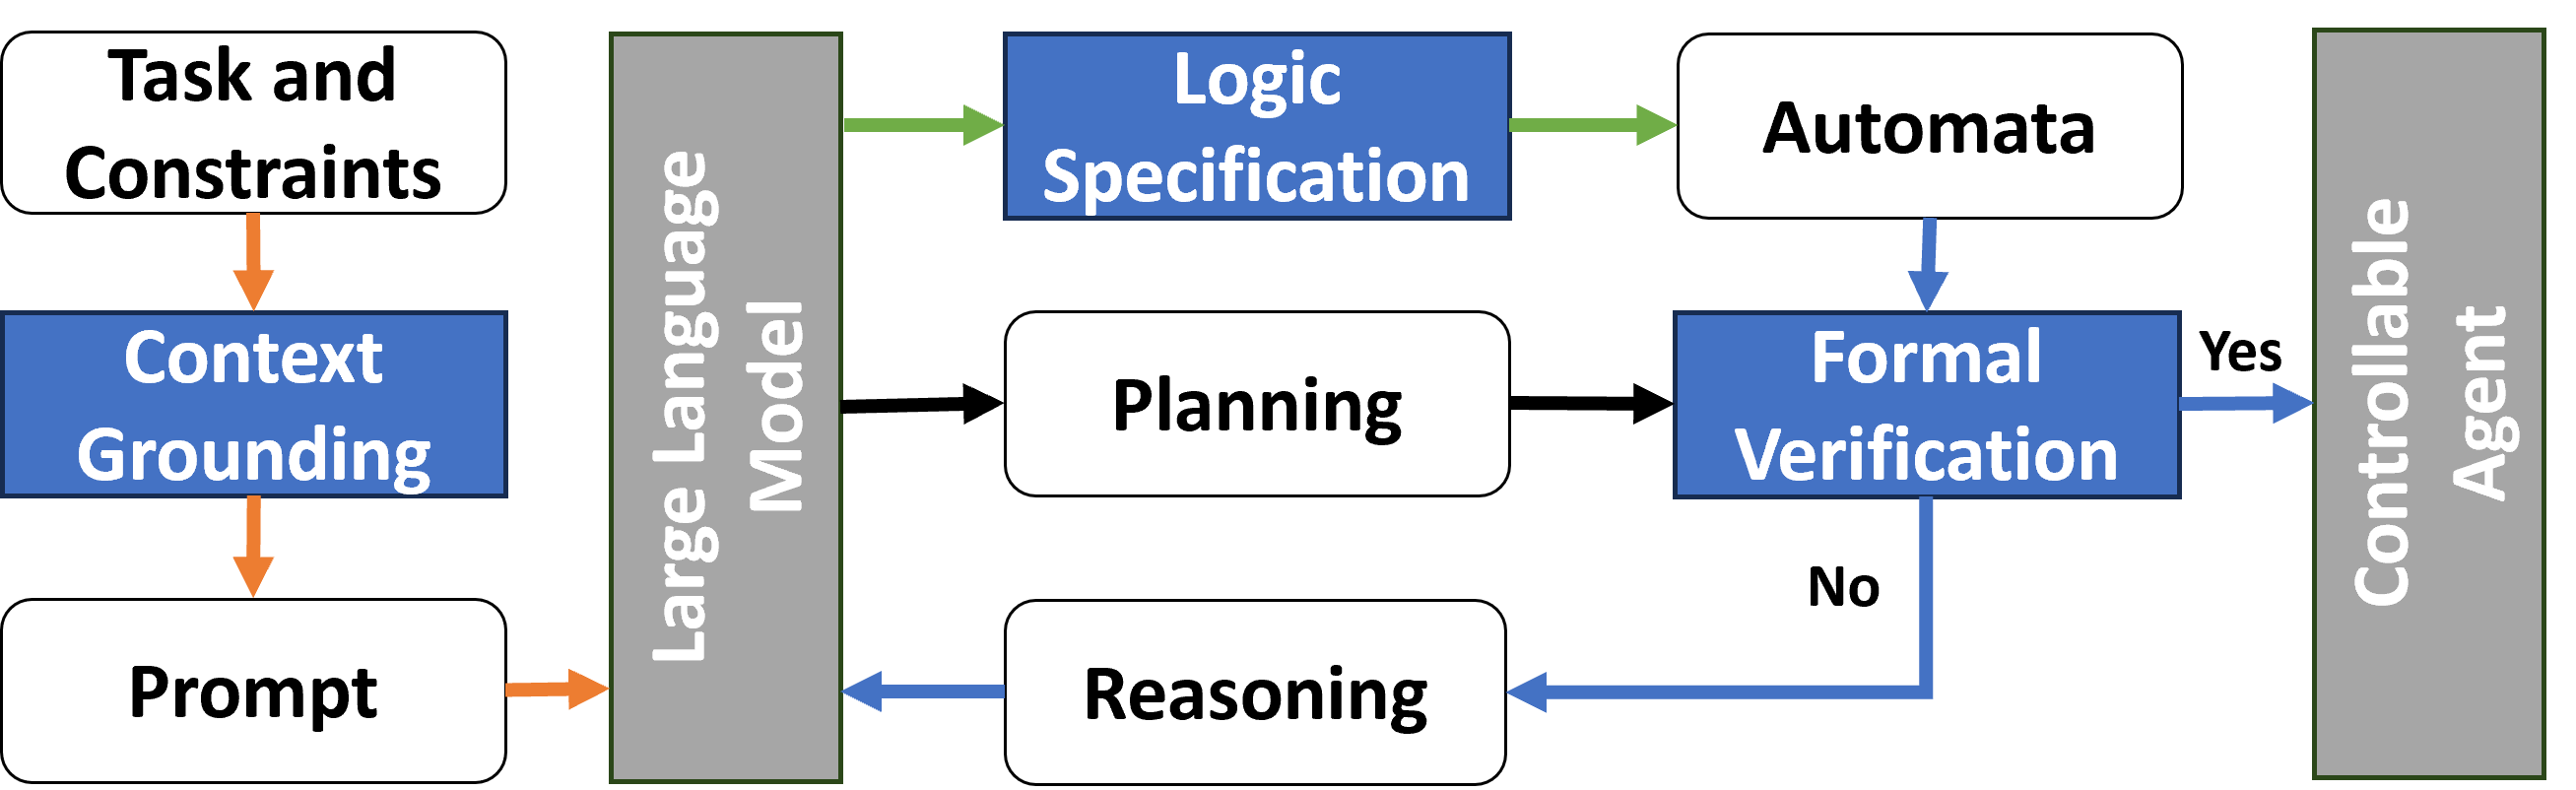 Task and
Constraints
Context
Grounding
Prompt
Large Language
Model
Logic
Specification
Automata
Planning
Formal
Verification
Yes
No
Reasoning
Controllable
Agent